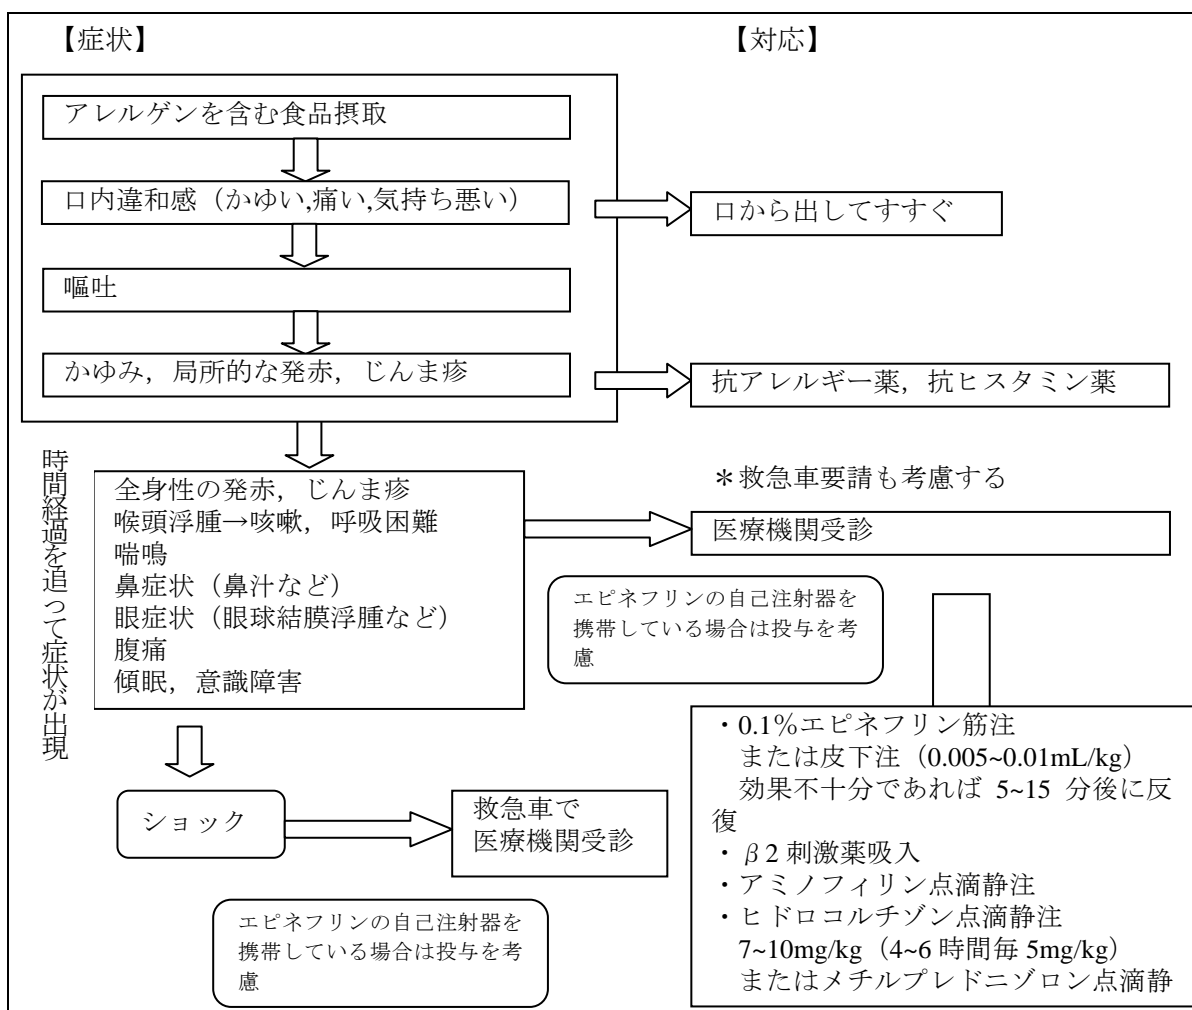 【症状】
【対応】
アレルゲンを含む食品摂取
口内違和感（かゆい,痛い,気持ち悪い）
口から出してすすぐ
嘔吐
かゆみ，局所的な発赤，じんま疹
抗アレルギー薬，抗ヒスタミン薬
時間経過を追って症状が出現
全身性の発赤，じんま疹
喉頭浮腫→咳嗽，呼吸困難
喘鳴
鼻症状（鼻汁など）
眼症状（眼球結膜浮腫など）
腹痛
傾眠，意識障害
＊救急車要請も考慮する
医療機関受診
エピネフリンの自己注射器を
携帯している場合は投与を考
慮
・0.1％エピネフリン筋注
または皮下注（0.005~0.01mL/kg）
効果不十分であれば 5~15 分後に反
復
・β2 刺激薬吸入
・アミノフィリン点滴静注
・ヒドロコルチゾン点滴静注
7~10mg/kg（4~6 時間毎 5mg/kg）
またはメチルプレドニゾロン点滴静
ショック
救急車で
医療機関受診
エピネフリンの自己注射器を
携帯している場合は投与を考
慮